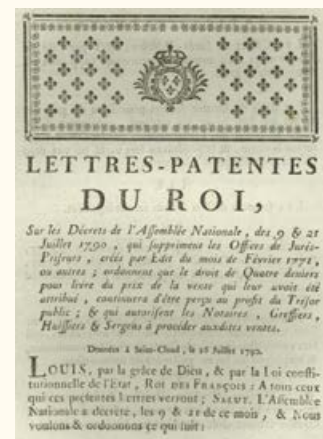 LETTRES-PATENTES
DU ROI,
Sur les Décrets de l'Aſſemblée Nationale, des 9 & 21
Juillet 1790, qui ſuppriment les Offices de Jurés-
Priſeurs, créés par Edit du mois de Février 1771,
ou autres ; ordonnent que le droit de Quatre deniers
pour livre du prix de la vente qui leur avoit été
attribué, continuera d'être perçu au profit du Tréſor
public ; & qui autoriſent les Notaires, Greffiers,
Huiſſiers & Sergens à procéder auxdites ventes.
Données à Saint-Cloud, le 26 Juillet 1790.
LOUIS, par la grâce de Dieu, & par la Loi conſti-
tutionnelle de l'Etat, ROI DES FRANÇOIS : A tous ceux
qui ces préſentes Lettres verront ; SALUT. L'Aſſemblée
Nationale a décrété, les 9 & 21 de ce mois, & Nous
voulons & ordonnons ce qui ſuit :